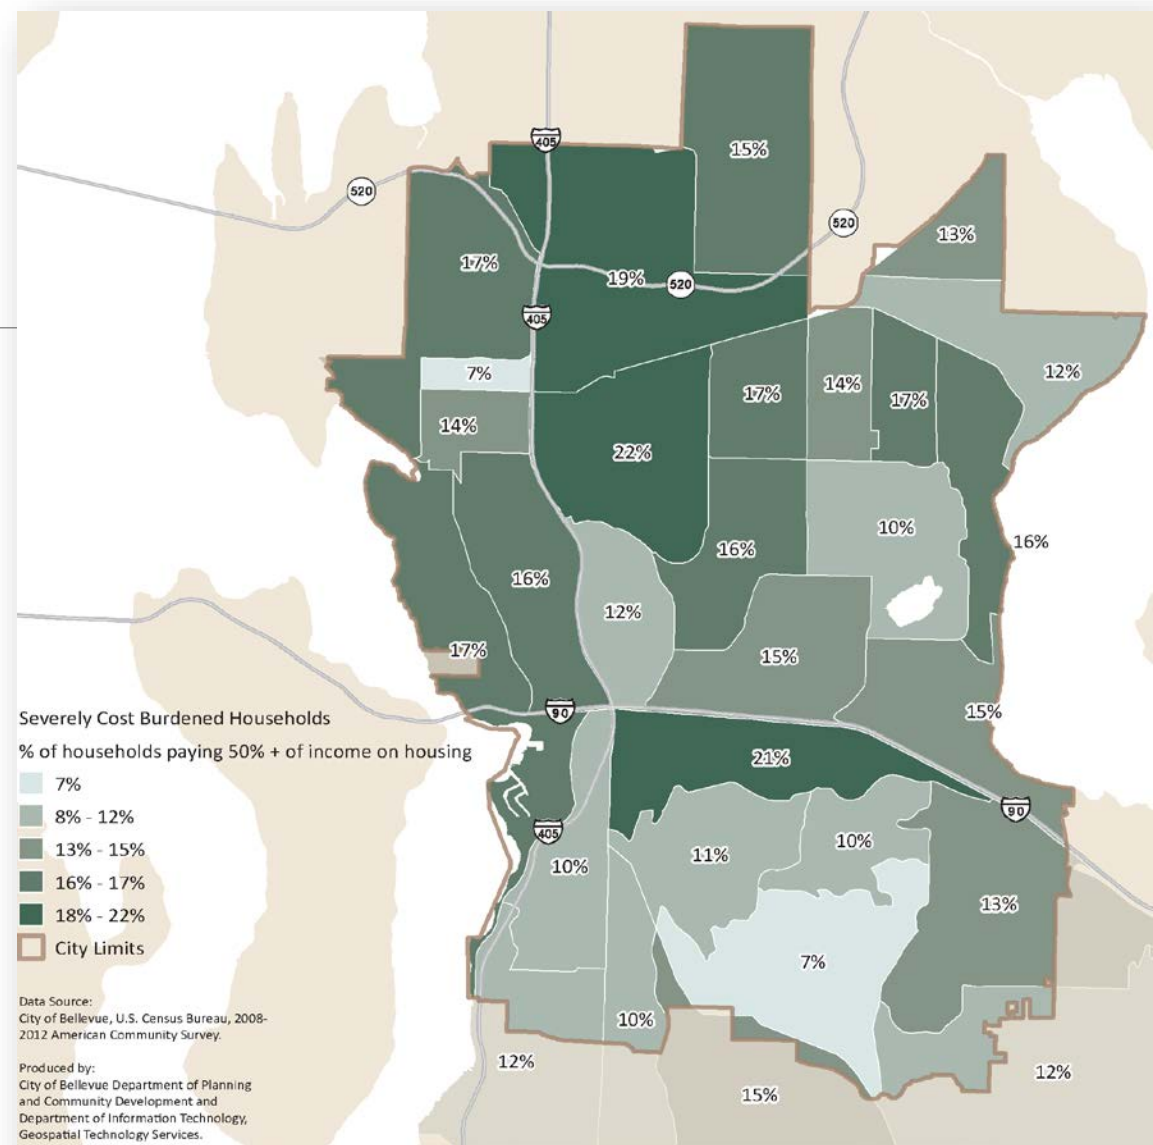 405
15%
520
520
13%
17%
19%
520
405
7%
12%
17%
14%
17%
14%
22%
10%
16%
16%
16%
12%
17%
15%
90
15%
Severely Cost Burdened Households
% of households paying 50% + of income on housing
7%
8% - 12%
13% - 15%
16% - 17%
18% - 22%
City Limits
21%
90
405
10%
11%
10%
13%
7%
10%
12%
15%
12%
Data Source:
City of Bellevue, U.S. Census Bureau, 2008-
2012 American Community Survey.
Produced by:
City of Bellevue Department of Planning
and Community Development and
Department of Information Technology,
Geospatial Technology Services.